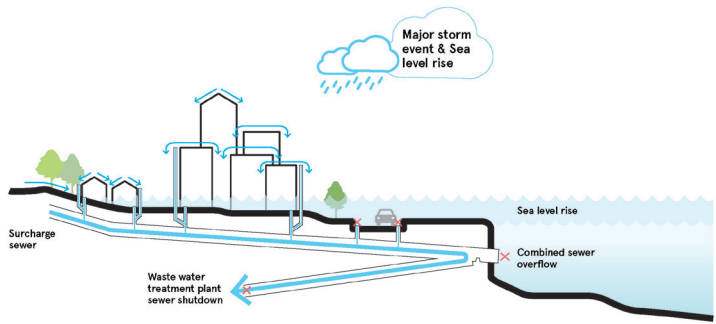 Major storm
event & Sea
level rise
Sea level rise
Surcharge
sewer
Combined sewer
overflow
Waste water
treatment plant
sewer shutdown